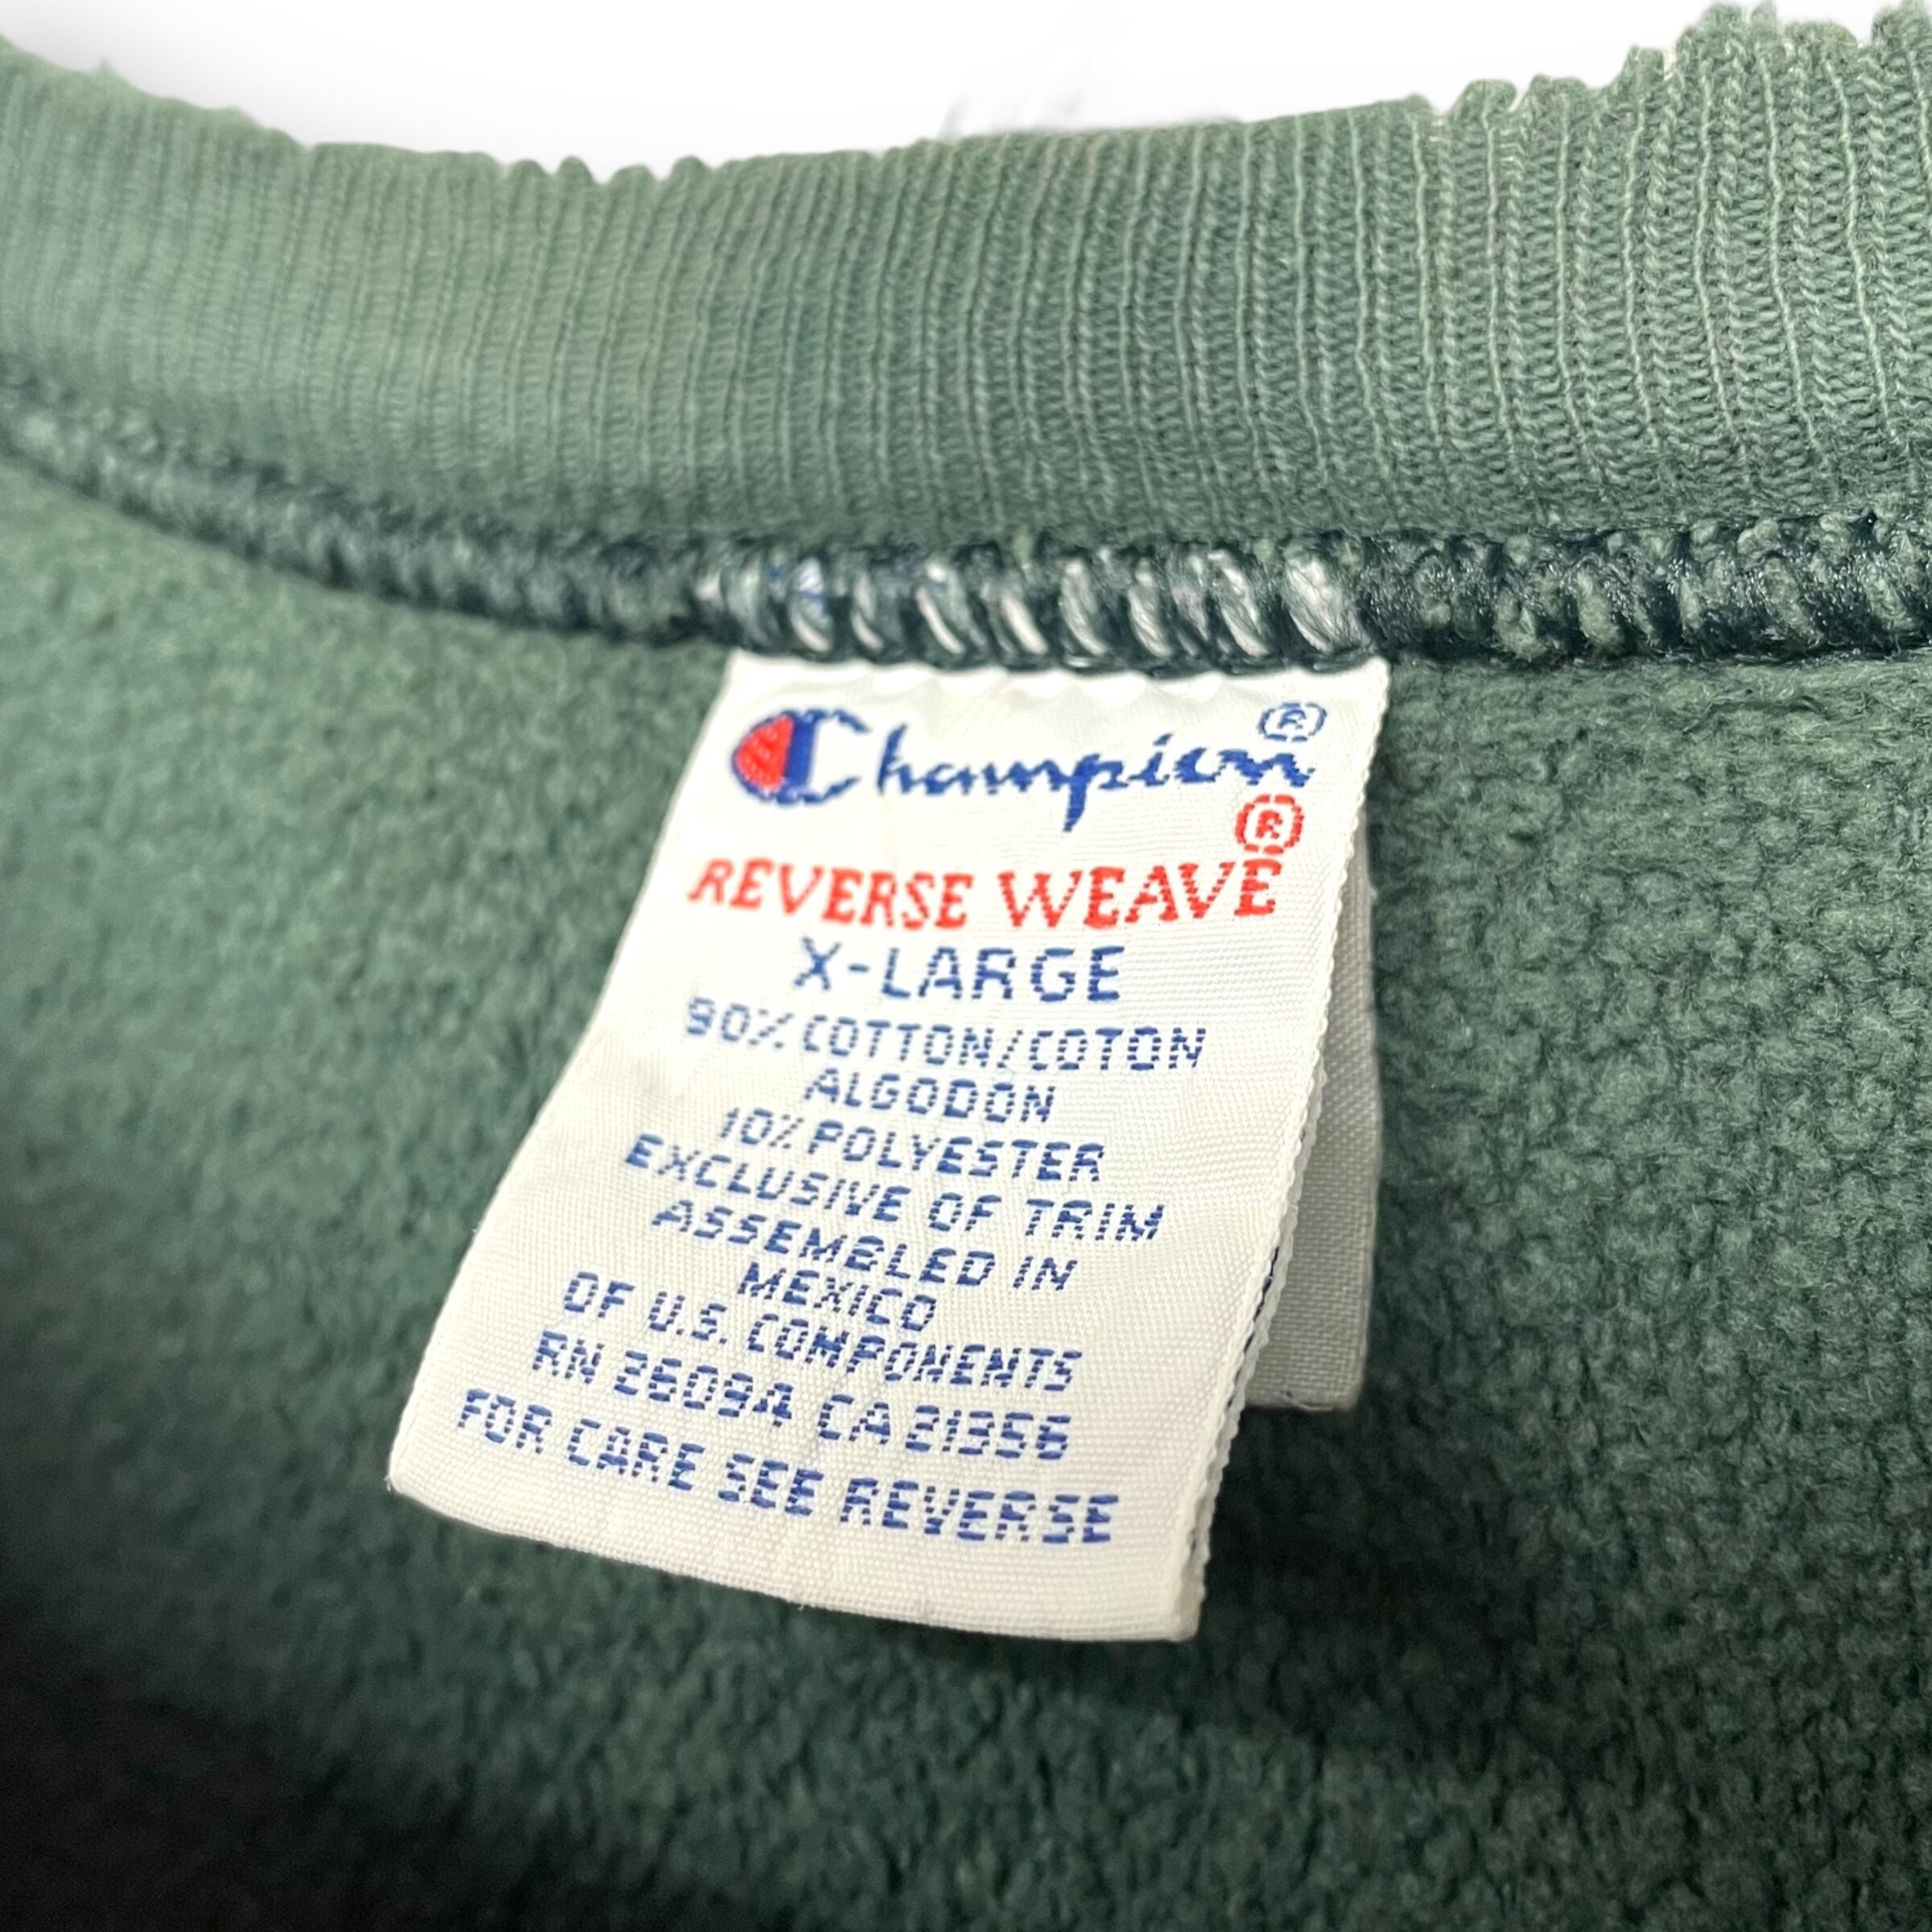 Champion®
®
REVERSE WEAVE
X-LARGE
90% COTTON/COTON
ALGODON
10% POLYESTER
EXCLUSIVE OF TRIM
ASSEMBLED IN
MEXICO
OF U.S. COMPONENTS
RN 26094 CA 21356
FOR CARE SEE REVERSE